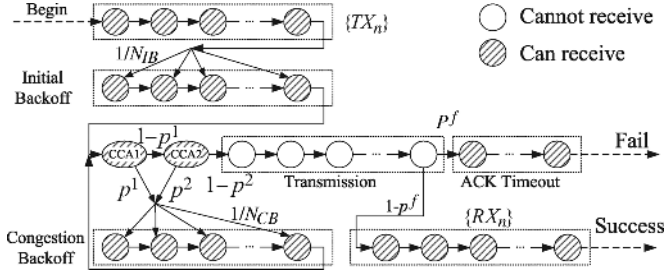 Begin
{TXn}
Cannot receive
Can receive
1/NIB
Initial
Backoff
1-p1
CCA1
CCA2
Pf
Fail
p1
p2
1-p2
Transmission
ACK Timeout
1-pf
1/NCB
{RXn}
Success
Congestion
Backoff